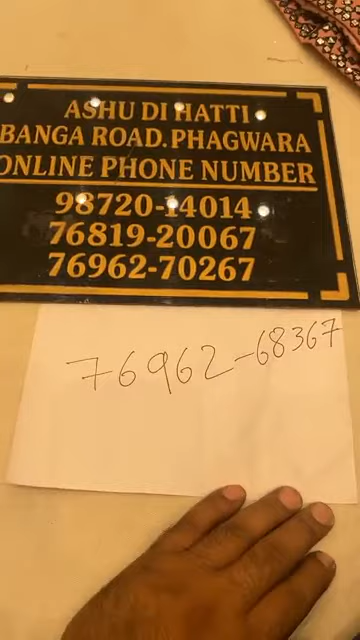 ASHU DI HATTI
BANGA ROAD.PHAGWARA
ONLINE PHONE NUMBER
98720-14014
76819-20067
76962-70267
76962-68367